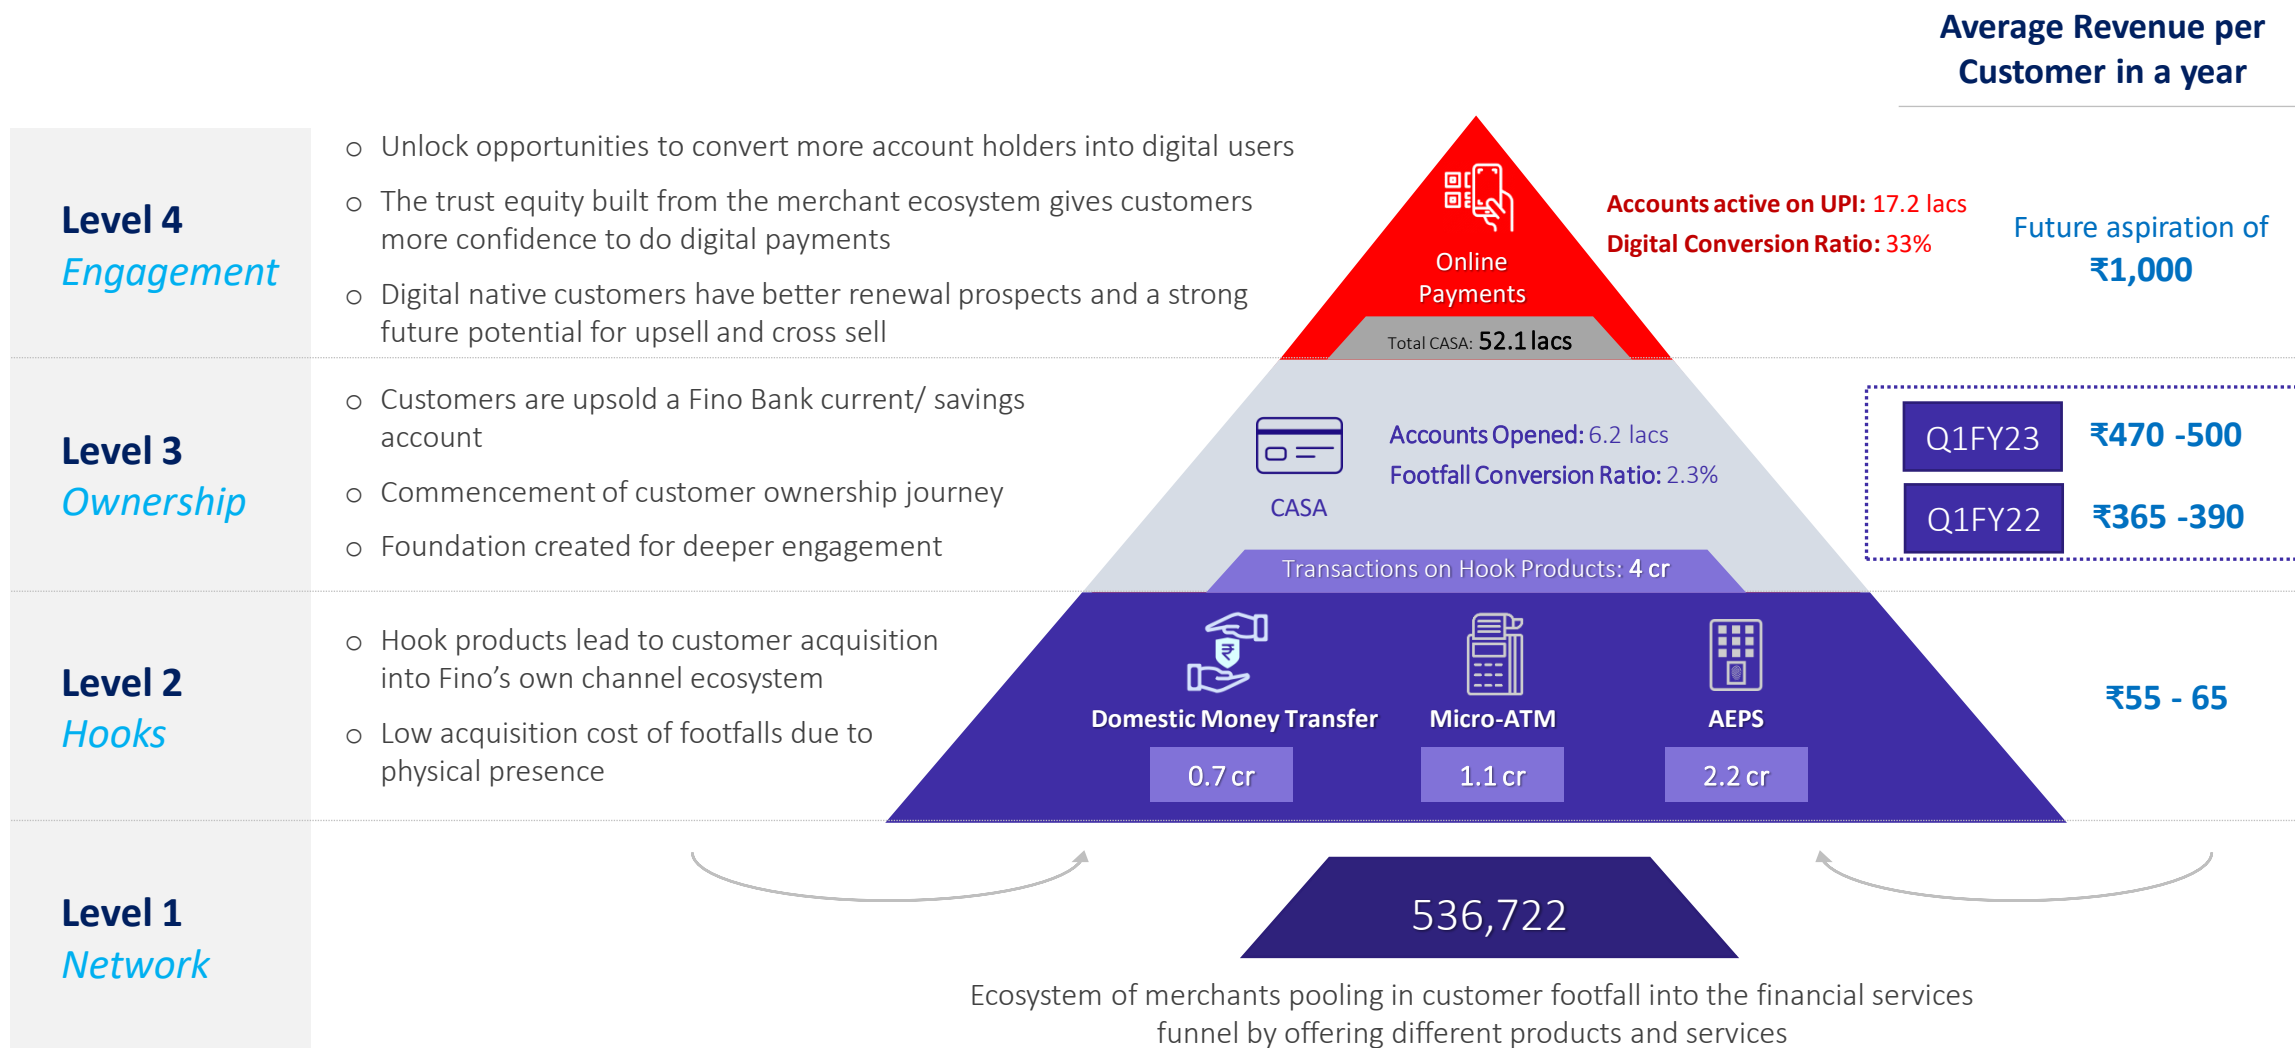 Average Revenue per
Customer in a year
Level 4
Engagement
○ Unlock opportunities to convert more account holders into digital users
○ The trust equity built from the merchant ecosystem gives customers
more confidence to do digital payments
○ Digital native customers have better renewal prospects and a strong
future potential for upsell and cross sell
Online
Payments
Total CASA: 52.1 lacs
Accounts active on UPI: 17.2 lacs
Digital Conversion Ratio: 33%
Future aspiration of
₹1,000
Level 3
Ownership
○ Customers are upsold a Fino Bank current/ savings
account
○ Commencement of customer ownership journey
○ Foundation created for deeper engagement
CASA
Accounts Opened: 6.2 lacs
Footfall Conversion Ratio: 2.3%
Transactions on Hook Products: 4 cr
Q1FY23 ₹470 -500
Q1FY22 ₹365 -390
Level 2
Hooks
○ Hook products lead to customer acquisition
into Fino’s own channel ecosystem
○ Low acquisition cost of footfalls due to
physical presence
Domestic Money Transfer
0.7 cr
Micro-ATM
1.1 cr
AEPS
2.2 cr
₹55 - 65
Level 1
Network
536,722
Ecosystem of merchants pooling in customer footfall into the financial services
funnel by offering different products and services